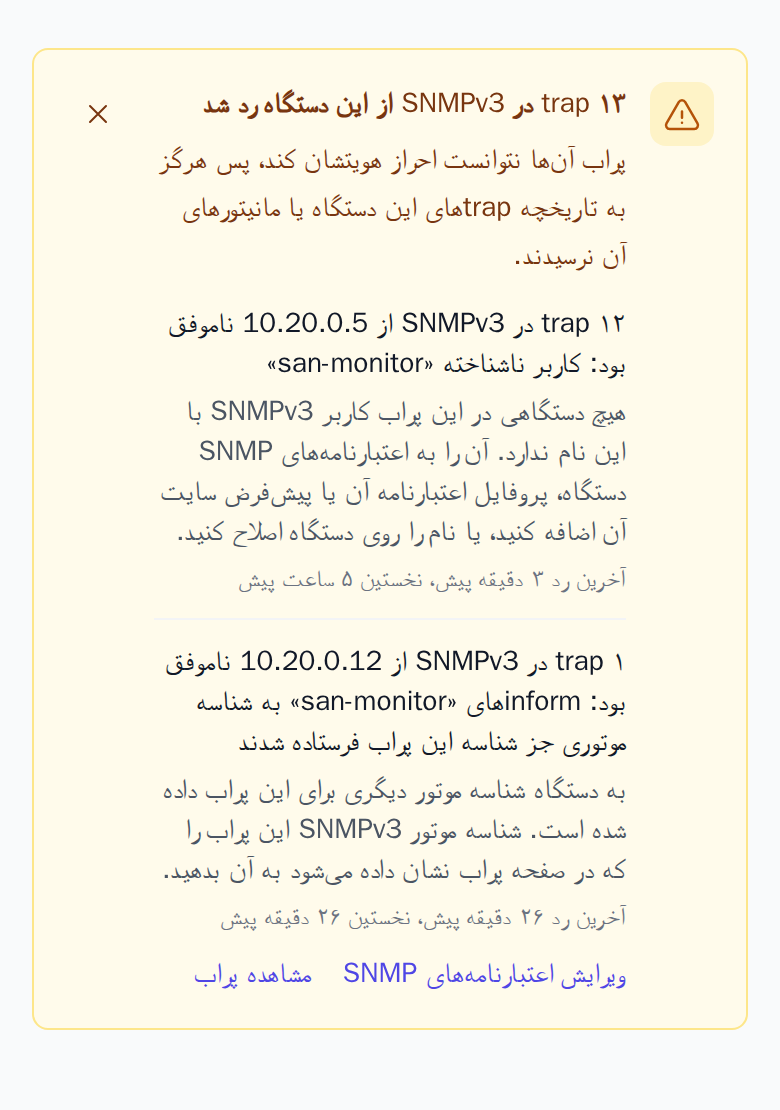 ۱۳ trap در SNMPv3 از این دستگاه رد شد
پراب آن‌ها نتوانست احراز هویتشان کند، پس هرگز
به تاریخچه trapهای این دستگاه یا مانیتورهای
آن نرسیدند.
۱۲ trap در SNMPv3 از 10.20.0.5 ناموفق
بود: کاربر ناشناخته «san-monitor»
هیچ دستگاهی در این پراب کاربر SNMPv3 با
این نام ندارد. آن را به اعتبارنامه‌های SNMP
دستگاه، پروفایل اعتبارنامه آن یا پیش‌فرض سایت
آن اضافه کنید، یا نام را روی دستگاه اصلاح کنید.
آخرین رد ۳ دقیقه پیش، نخستین ۵ ساعت پیش
۱ trap در SNMPv3 از 10.20.0.12 ناموفق
بود: informهای «san-monitor» به شناسه
موتوری جز شناسه این پراب فرستاده شدند
به دستگاه شناسه موتور دیگری برای این پراب داده
شده است. شناسه موتور SNMPv3 این پراب را
که در صفحه پراب نشان داده می‌شود به آن بدهید.
آخرین رد ۲۶ دقیقه پیش، نخستین ۲۶ دقیقه پیش
ویرایش اعتبارنامه‌های SNMP مشاهده پراب